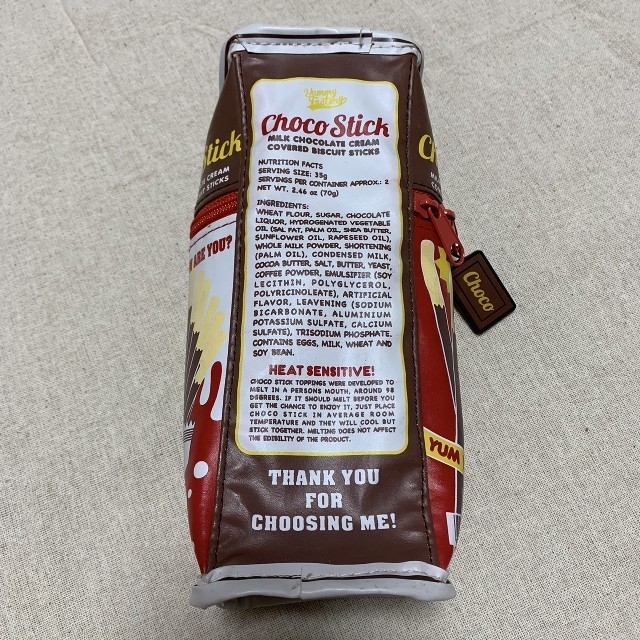 Yummy
Factory
Choco Stick
MILK CHOCOLATE CREAM
COVERED BISCUIT STICKS
NUTRITION FACTS
SERVING SIZE: 35g
SERVINGS PER CONTAINER APPROX.: 2
NET WT. 2.46 oz (70g)
INGREDIENTS:
WHEAT FLOUR, SUGAR, CHOCOLATE
LIQUOR, HYDROGENATED VEGETABLE
OIL (SAL FAT, PALM OIL, SHEA BUTTER,
SUNFLOWER OIL, RAPESEED OIL),
WHOLE MILK POWDER, SHORTENING
(PALM OIL), CONDENSED MILK,
COCOA BUTTER, SALT, BUTTER, YEAST,
COFFEE POWDER, EMULSIFIER (SOY
LECITHIN, POLYGLYCEROL,
POLYRICINOLEATE), ARTIFICIAL
FLAVOR, LEAVENING (SODIUM
BICARBONATE, ALUMINIUM
POTASSIUM SULFATE, CALCIUM
SULFATE), TRISODIUM PHOSPHATE.
CONTAINS EGGS, MILK, WHEAT AND
SOY BEAN.
HEAT SENSITIVE!
CHOCO STICK TOPPINGS WERE DEVELOPED TO
MELT IN A PERSONS MOUTH, AROUND 98
DEGREES. IF IT SHOULD MELT BEFORE YOU
GET THE CHANCE TO ENJOY IT, JUST PLACE
CHOCO STICK IN AVERAGE ROOM
TEMPERATURE AND THEY WILL COOL BUT
STICK TOGETHER. MELTING DOES NOT AFFECT
THE EDIBILITY OF THE PRODUCT.
THANK YOU
FOR
CHOOSING ME!
Stick
CREAM
STICKS
ARE YOU?
Choco
YUM